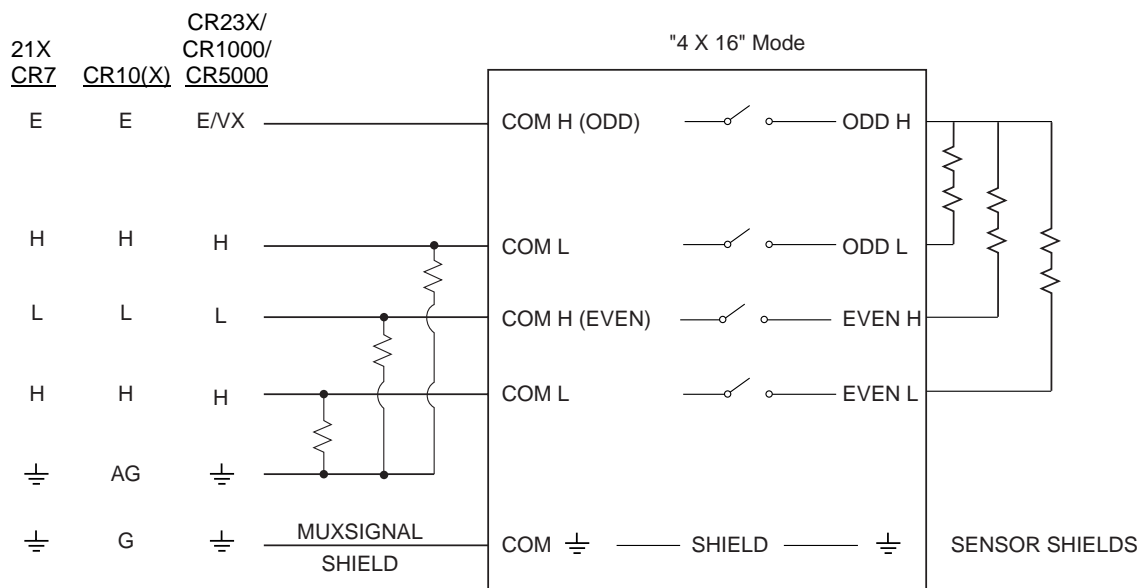 CR23X/
21X CR1000/
CR7 CR10(X) CR5000
"4 X 16" Mode
E E E/VX COM H (ODD) ODD H
H H H COM L ODD L
L L L COM H (EVEN) EVEN H
H H H COM L EVEN L
AG
G MUXSIGNAL SHIELD COM SHIELD SENSOR SHIELDS